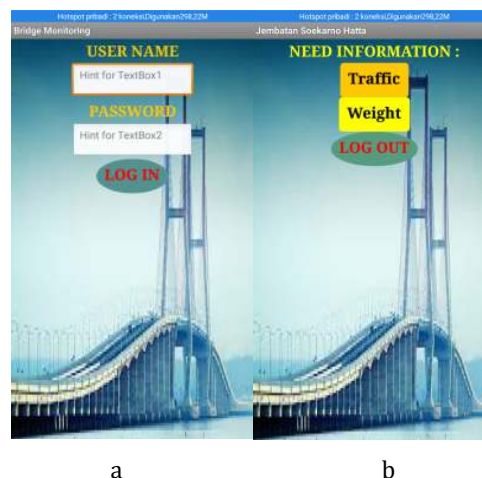 Hotspot pribadi : 2 koneksi,Digunakan298,22M
Bridge Monitoring
USER NAME
Hint for TextBox1
PASSWORD
Hint for TextBox2
LOG IN
a
Hotspot pribadi : 2 koneksi,Digunakan298,22M
Jembatan Soekarno Hatta
NEED INFORMATION :
Traffic
Weight
LOG OUT
b